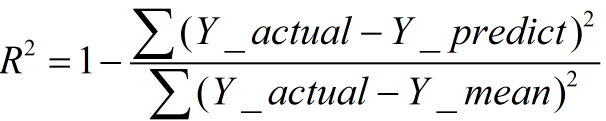 R² = 1 − ∑(Y_actual − Y_predict)² / ∑(Y_actual − Y_mean)²